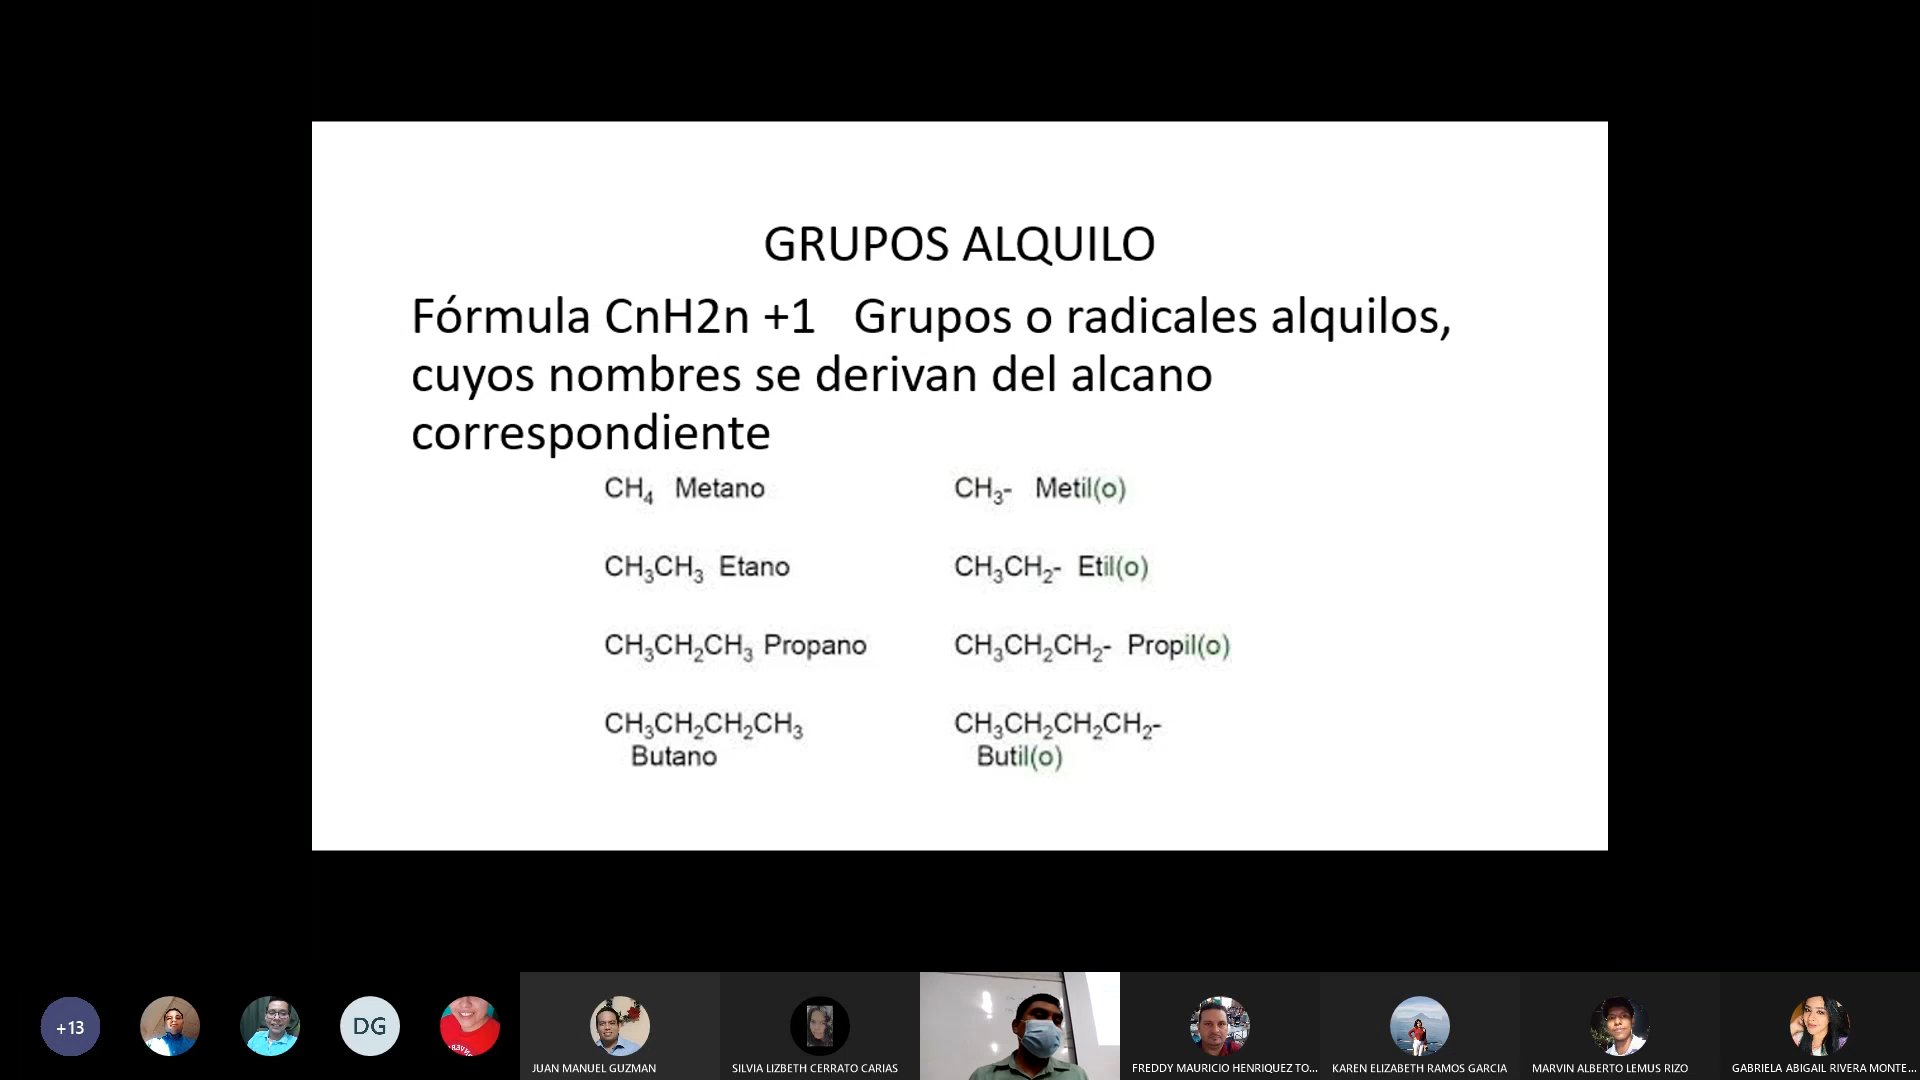 GRUPOS ALQUILO
Fórmula CnH2n +1   Grupos o radicales alquilos,
cuyos nombres se derivan del alcano
correspondiente
CH₄ Metano   CH₃- Metil(o)
CH₃CH₃ Etano   CH₃CH₂- Etil(o)
CH₃CH₂CH₃ Propano   CH₃CH₂CH₂- Propil(o)
CH₃CH₂CH₂CH₃   CH₃CH₂CH₂CH₂-
Butano   Butil(o)
+13
DG
JUAN MANUEL GUZMAN
SILVIA LIZBETH CERRATO CARIAS
FREDDY MAURICIO HENRIQUEZ TO...
KAREN ELIZABETH RAMOS GARCIA
MARVIN ALBERTO LEMUS RIZO
GABRIELA ABIGAIL RIVERA MONTE...